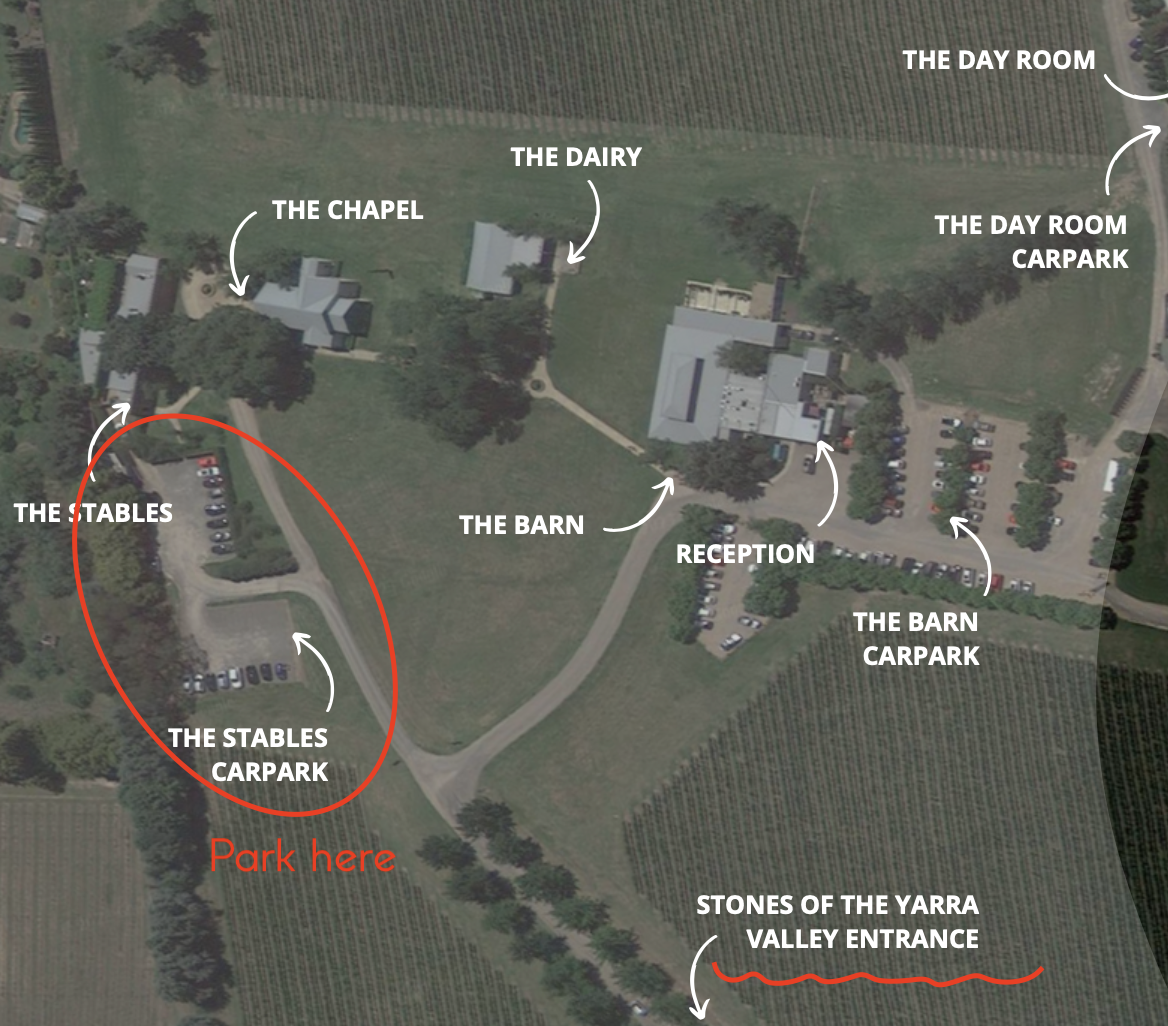 THE DAY ROOM
THE DAIRY
THE CHAPEL
THE DAY ROOM
CARPARK
THE STABLES
THE BARN
RECEPTION
THE BARN
CARPARK
THE STABLES
CARPARK
Park here
STONES OF THE YARRA
VALLEY ENTRANCE